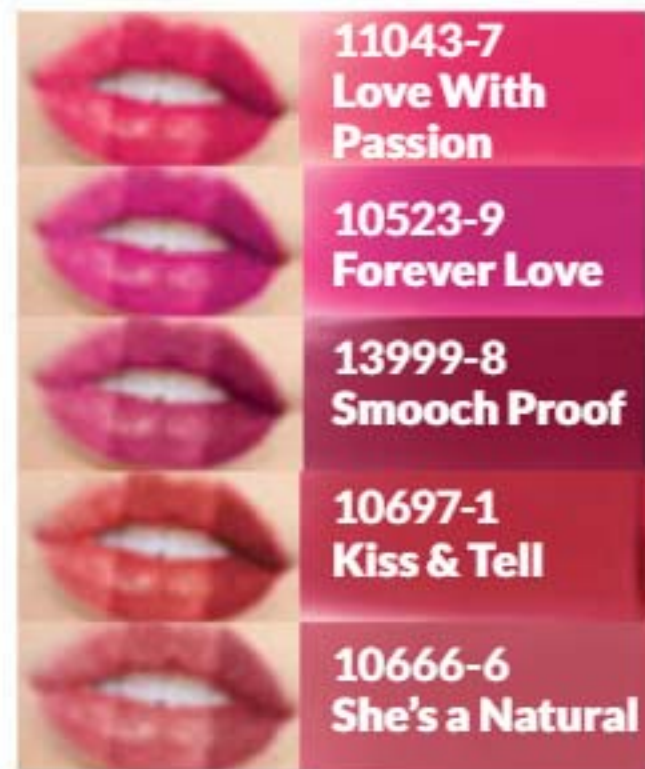 11043-7
Love With
Passion
10523-9
Forever Love
13999-8
Smooch Proof
10697-1
Kiss & Tell
10666-6
She's a Natural